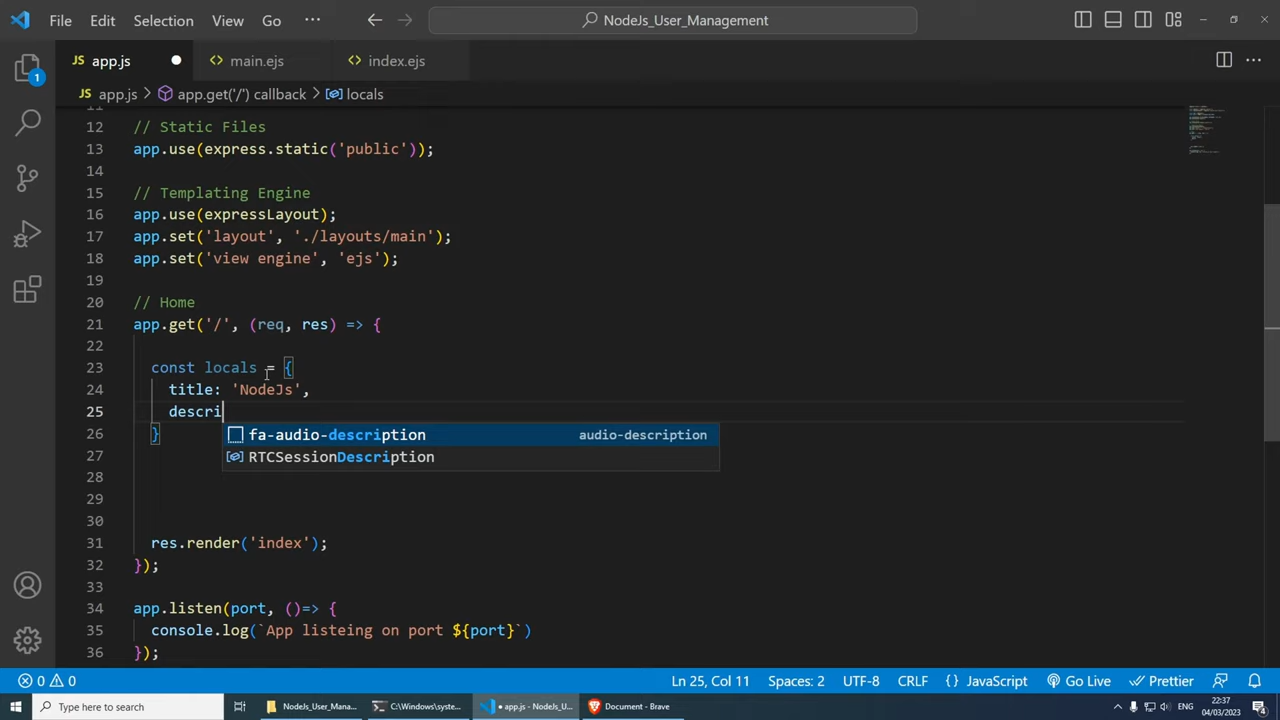 File Edit Selection View Go ··· NodeJs_User_Management
JS app.js main.ejs index.ejs
JS app.js > app.get('/') callback > locals
1
11
12 // Static Files
13 app.use(express.static('public'));
14
15 // Templating Engine
16 app.use(expressLayout);
17 app.set('layout', './layouts/main');
18 app.set('view engine', 'ejs');
19
20 // Home
21 app.get('/', (req, res) => {
22
23 const locals = {
24 title: 'NodeJs',
25 descri
fa-audio-description audio-description
26 }
27 RTCSessionDescription
28
29
30
31 res.render('index');
32 });
33
34 app.listen(port, ()=> {
35 console.log(`App listeing on port ${port}`)
36 });
0 0 Ln 25, Col 11 Spaces: 2 UTF-8 CRLF {} JavaScript Go Live Prettier
Type here to search NodeJs_User_Mana... C:\Windows\syste... app.js - NodeJs_U... Document - Brave ENG 22:37
04/03/2023